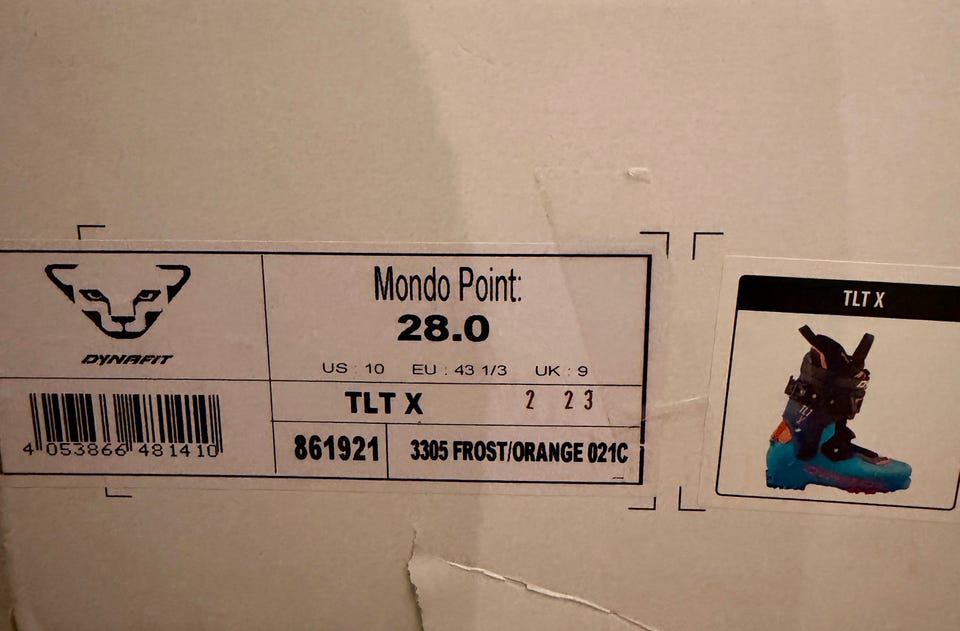 DYNAFIT
4 053866 481410
Mondo Point:
28.0
US : 10 EU : 43 1/3 UK : 9
TLT X 2 23
861921 3305 FROST/ORANGE 021C
TLT X